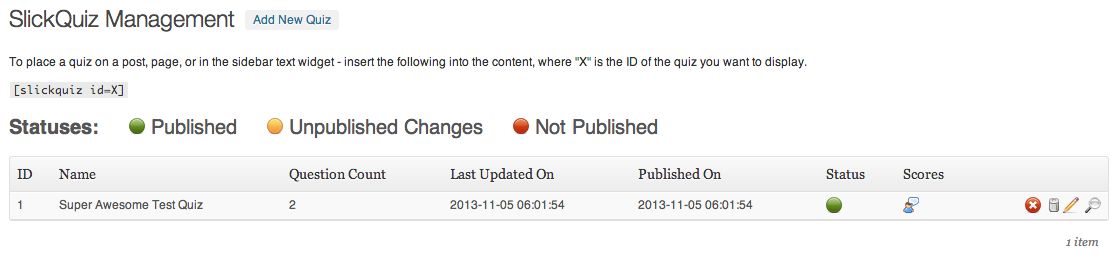 SlickQuiz Management Add New Quiz
To place a quiz on a post, page, or in the sidebar text widget - insert the following into the content, where "X" is the ID of the quiz you want to display.
[slickquiz id=X]
Statuses: Published Unpublished Changes Not Published
ID Name Question Count Last Updated On Published On Status Scores
1 Super Awesome Test Quiz 2 2013-11-05 06:01:54 2013-11-05 06:01:54
1 item